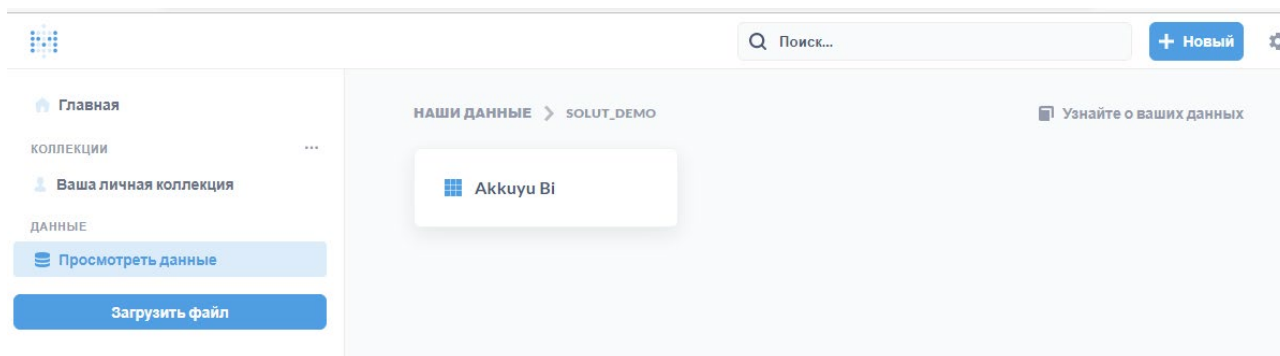 Поиск...
+ Новый
Главная
КОЛЛЕКЦИИ ...
Ваша личная коллекция
ДАННЫЕ
Просмотреть данные
Загрузить файл
НАШИ ДАННЫЕ > SOLUT_DEMO
Узнайте о ваших данных
Akkuyu Bi